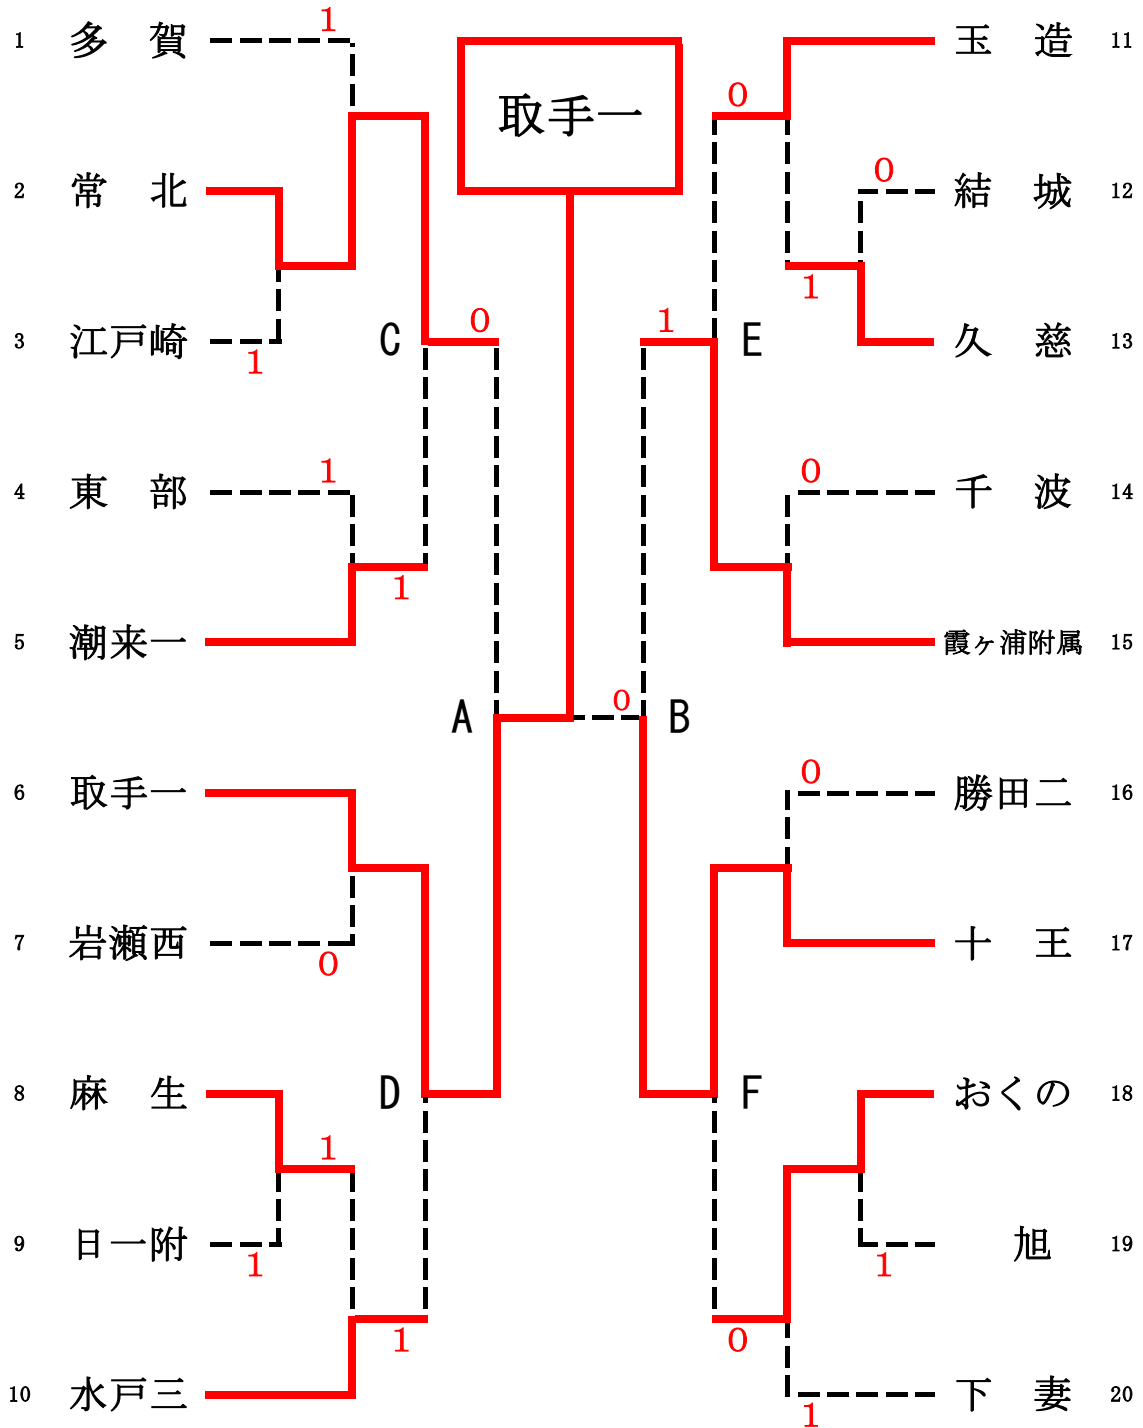 1 多 賀 1
取手一
玉 造 11
0
2 常 北
0
結 城 12
1
3 江戸崎 1
C 0
1 E
久 慈 13
4 東 部 1
0 千 波 14
1
5 潮来一
霞ヶ浦附属 15
A 0 B
6 取手一
0 勝田二 16
7 岩瀬西 0
十 王 17
8 麻 生
D F
おくの 18
1
9 日一附 1
1 旭 19
1
0
10 水戸三
1 下 妻 20